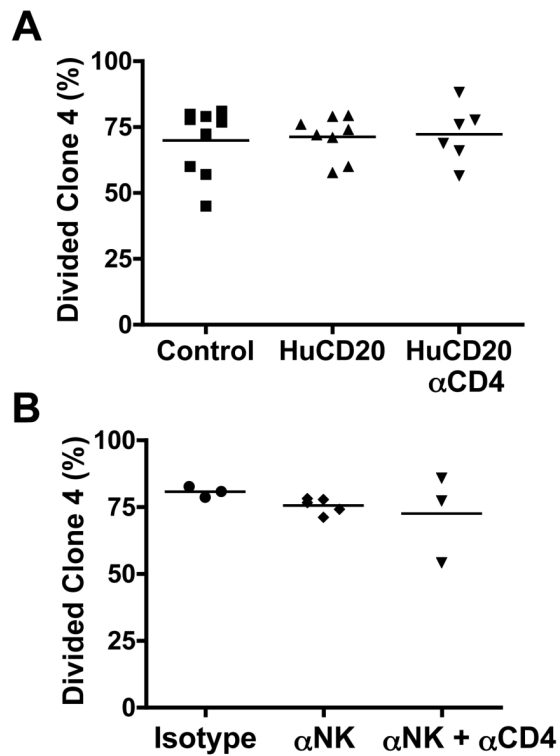 A
Divided Clone 4 (%)
100
75
50
25
0
Control HuCD20 HuCD20
αCD4
B
Divided Clone 4 (%)
100
75
50
25
0
Isotype αNK αNK + αCD4